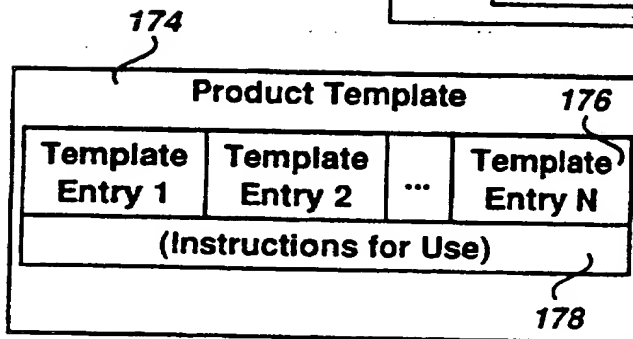 174
Product Template 176
Template Template ... Template
Entry 1 Entry 2 Entry N
(Instructions for Use)
178